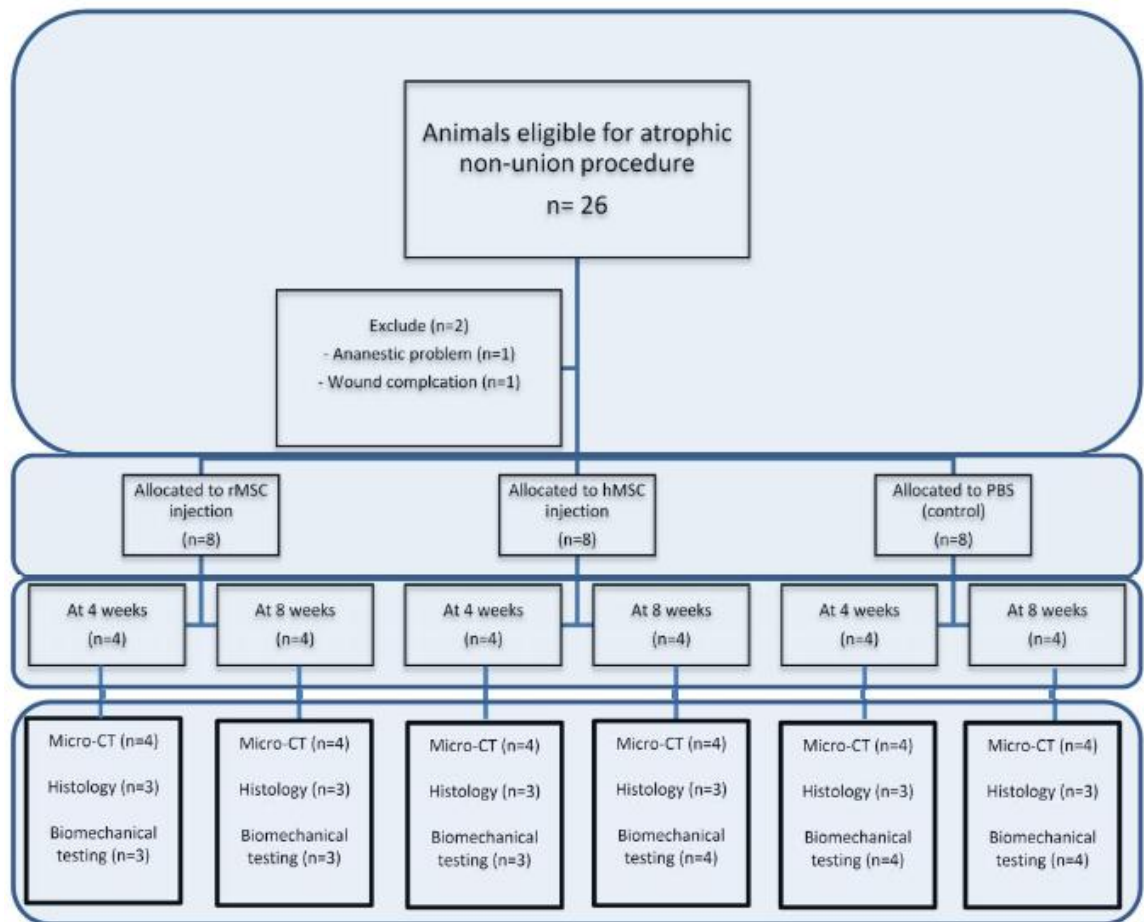 Animals eligible for atrophic
non-union procedure
n= 26
Exclude (n=2)
- Ananestic problem (n=1)
- Wound complcation (n=1)
Allocated to rMSC
injection
(n=8)
Allocated to hMSC
injection
(n=8)
Allocated to PBS
(control)
(n=8)
At 4 weeks
(n=4)
At 8 weeks
(n=4)
At 4 weeks
(n=4)
At 8 weeks
(n=4)
At 4 weeks
(n=4)
At 8 weeks
(n=4)
Micro-CT (n=4)
Histology (n=3)
Biomechanical
testing (n=3)
Micro-CT (n=4)
Histology (n=3)
Biomechanical
testing (n=3)
Micro-CT (n=4)
Histology (n=3)
Biomechanical
testing (n=3)
Micro-CT (n=4)
Histology (n=3)
Biomechanical
testing (n=4)
Micro-CT (n=4)
Histology (n=3)
Biomechanical
testing (n=4)
Micro-CT (n=4)
Histology (n=3)
Biomechanical
testing (n=4)